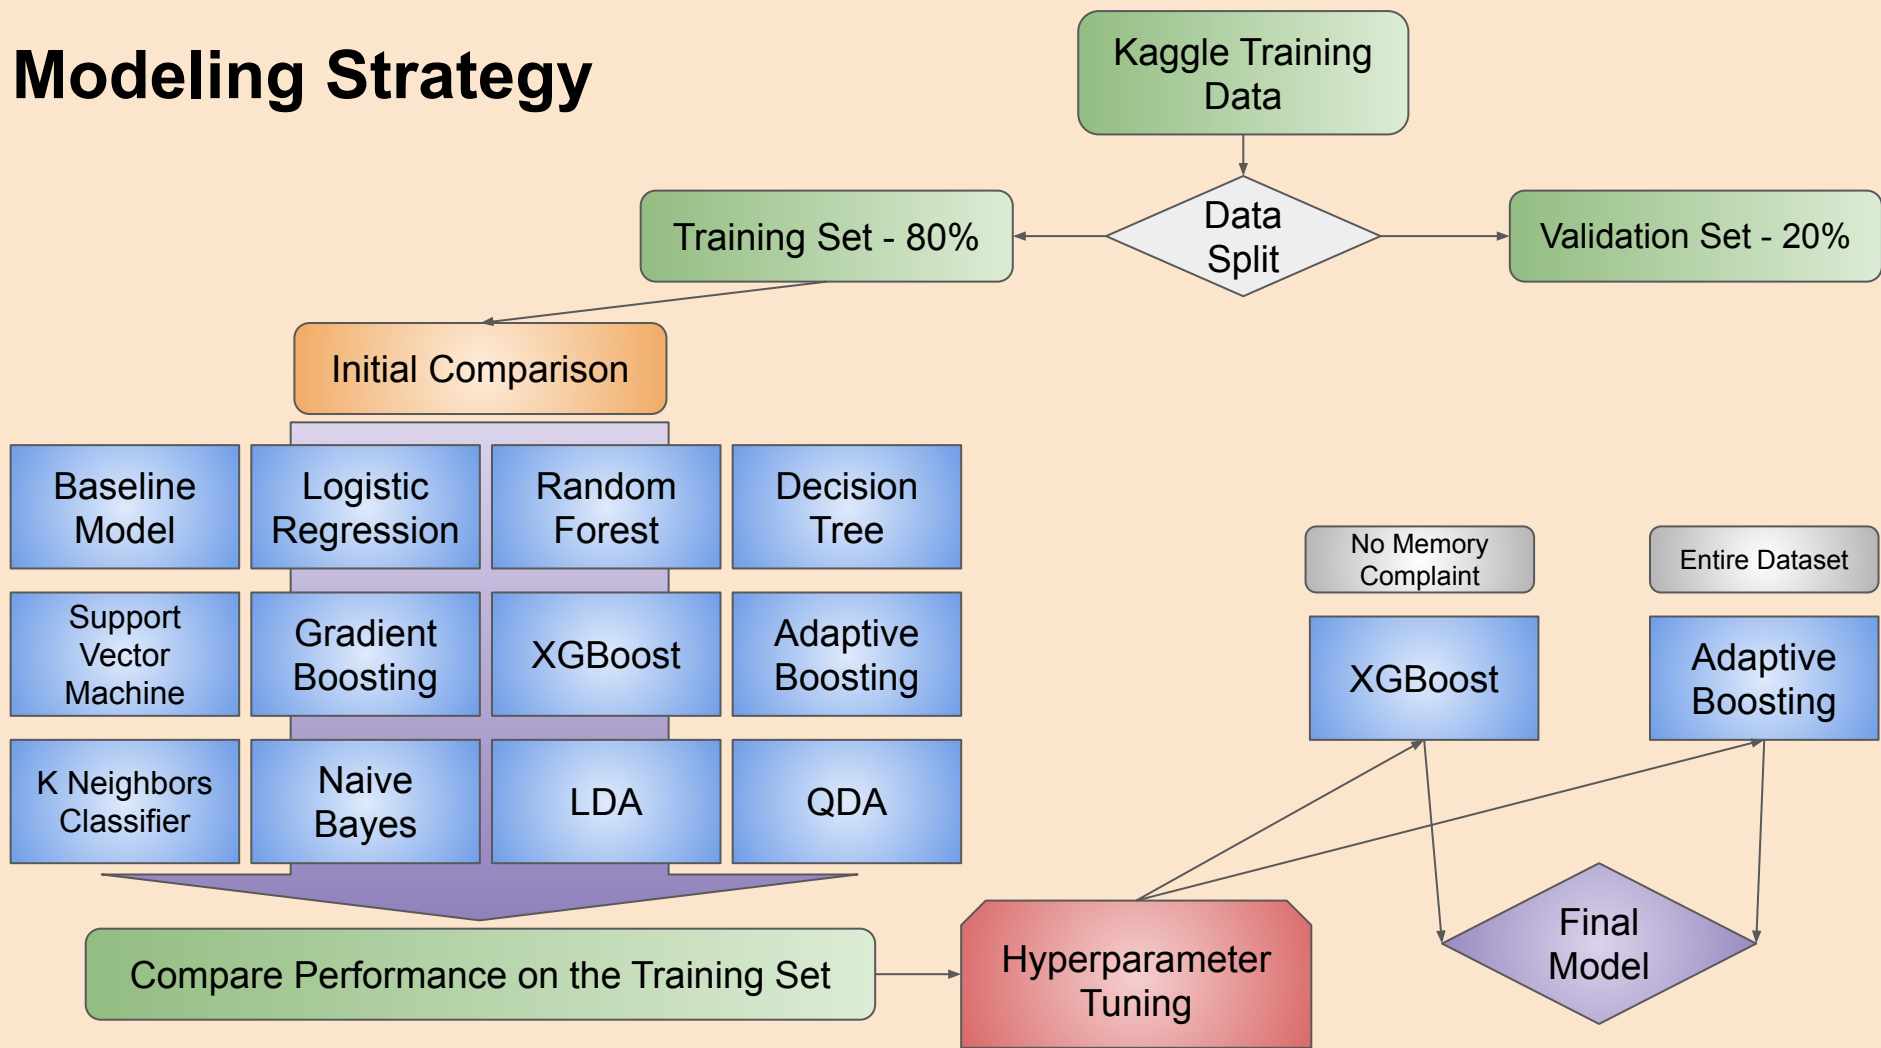 Modeling Strategy
Kaggle Training
Data
Training Set - 80%
Data
Split
Validation Set - 20%
Initial Comparison
Baseline
Model
Logistic
Regression
Random
Forest
Decision
Tree
Support
Vector
Machine
Gradient
Boosting
XGBoost
Adaptive
Boosting
K Neighbors
Classifier
Naive
Bayes
LDA
QDA
Compare Performance on the Training Set
Hyperparameter
Tuning
No Memory
Complaint
Entire Dataset
XGBoost
Adaptive
Boosting
Final
Model